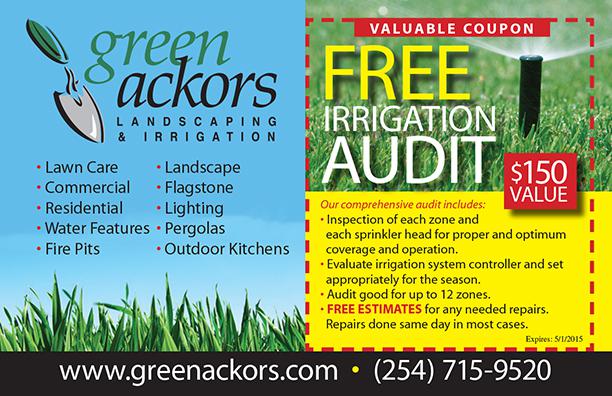 green
ackors
LANDSCAPING
& IRRIGATION
• Lawn Care
• Commercial
• Residential
• Water Features
• Fire Pits
• Landscape
• Flagstone
• Lighting
• Pergolas
• Outdoor Kitchens
VALUABLE COUPON
FREE
IRRIGATION
AUDIT
$150
VALUE
Our comprehensive audit includes:
• Inspection of each zone and
each sprinkler head for proper and optimum
coverage and operation.
• Evaluate irrigation system controller and set
appropriately for the season.
• Audit good for up to 12 zones.
• FREE ESTIMATES for any needed repairs.
Repairs done same day in most cases.
Expires: 5/1/2015
www.greenackors.com • (254) 715-9520